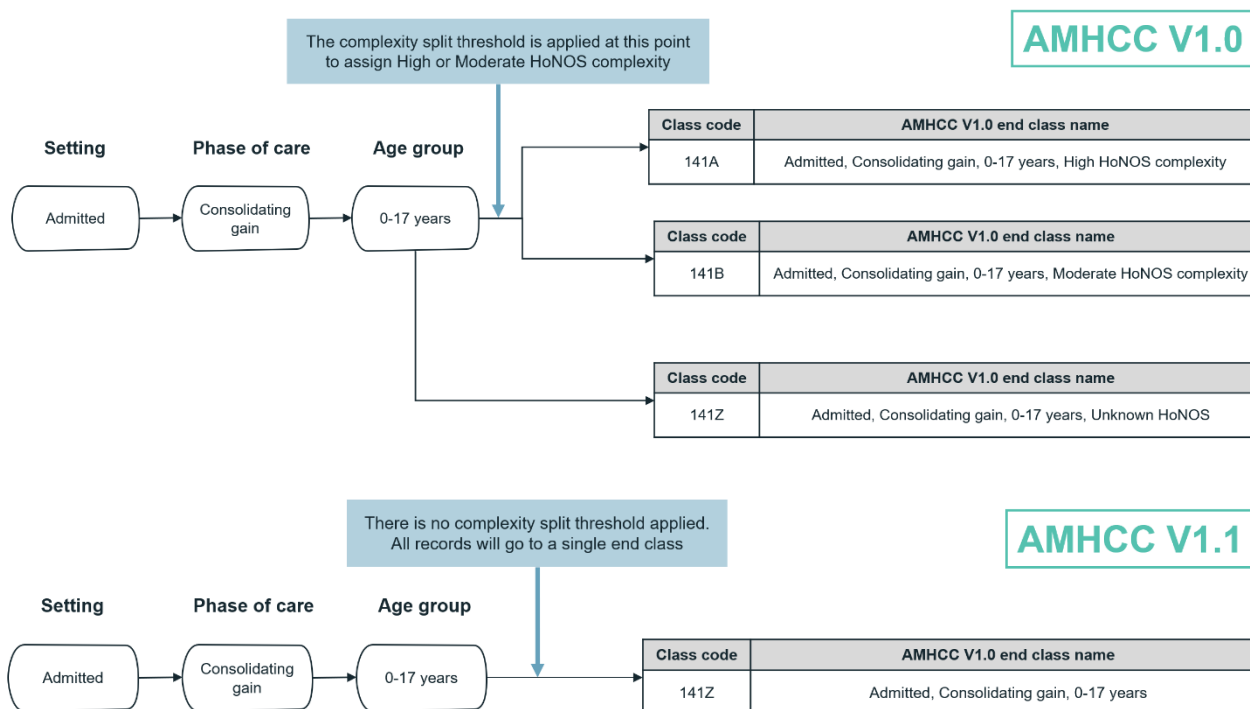 The complexity split threshold is applied at this point
to assign High or Moderate HoNOS complexity
AMHCC V1.0
Setting
Phase of care
Age group
Admitted
Consolidating
gain
0-17 years
Class code
AMHCC V1.0 end class name
141A
Admitted, Consolidating gain, 0-17 years, High HoNOS complexity
Class code
AMHCC V1.0 end class name
141B
Admitted, Consolidating gain, 0-17 years, Moderate HoNOS complexity
Class code
AMHCC V1.0 end class name
141Z
Admitted, Consolidating gain, 0-17 years, Unknown HoNOS
There is no complexity split threshold applied.
All records will go to a single end class
AMHCC V1.1
Setting
Phase of care
Age group
Admitted
Consolidating
gain
0-17 years
Class code
AMHCC V1.0 end class name
141Z
Admitted, Consolidating gain, 0-17 years